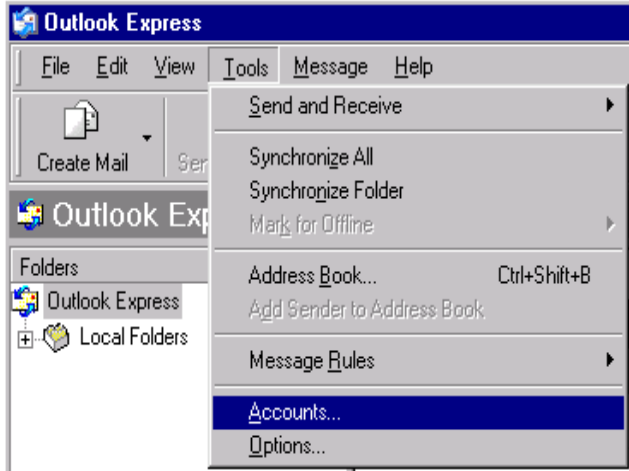 Outlook Express
File Edit View Tools Message Help
Send and Receive
Create Mail
Synchronize All
Synchronize Folder
Mark for Offline
Folders
Address Book... Ctrl+Shift+B
Outlook Express
Add Sender to Address Book
Local Folders
Message Rules
Accounts...
Options...